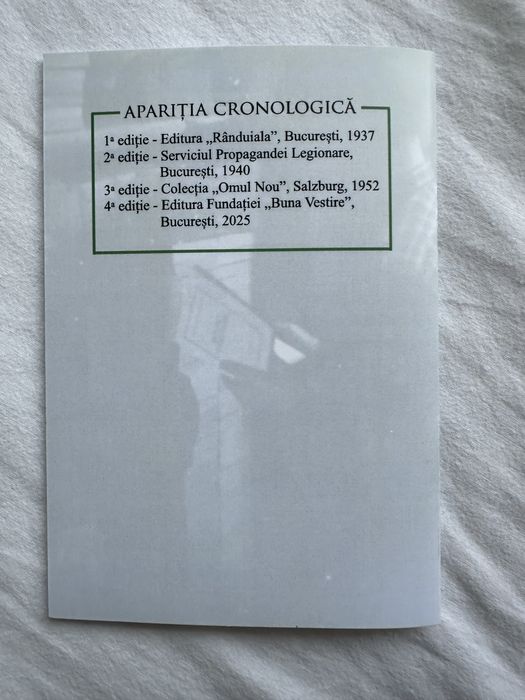 APARIȚIA CRONOLOGICĂ
1ª ediție - Editura „Rânduiala”, București, 1937
2ª ediție - Serviciul Propagandei Legionare,
București, 1940
3ª ediție - Colecția „Omul Nou”, Salzburg, 1952
4ª ediție - Editura Fundației „Buna Vestire”,
București, 2025